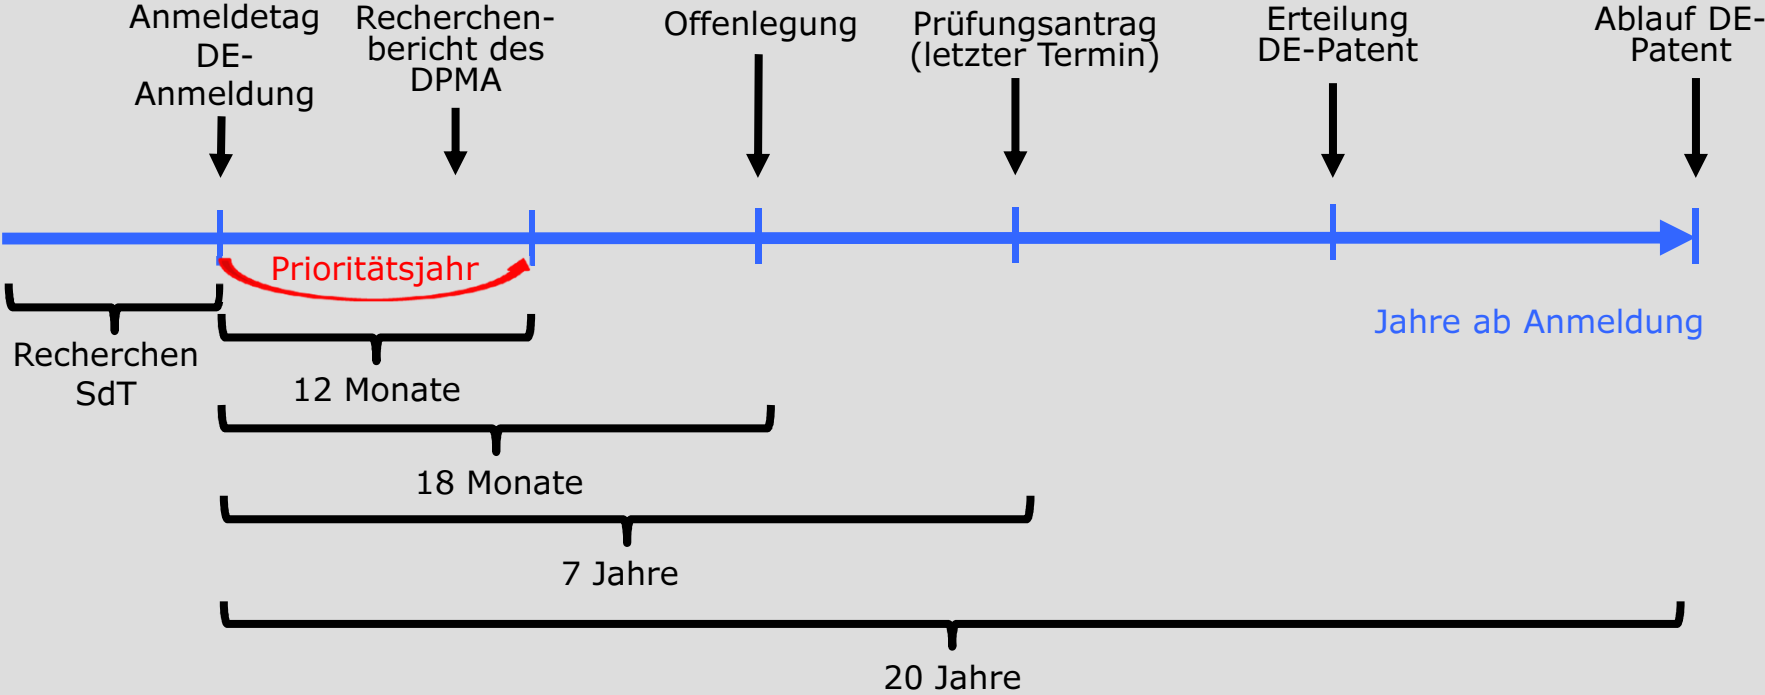 Anmeldetag
DE-
Anmeldung
Recherchen-
bericht des
DPMA
Offenlegung
Prüfungsantrag
(letzter Termin)
Erteilung
DE-Patent
Ablauf DE-
Patent
Prioritätsjahr
Jahre ab Anmeldung
Recherchen
SdT
12 Monate
18 Monate
7 Jahre
20 Jahre